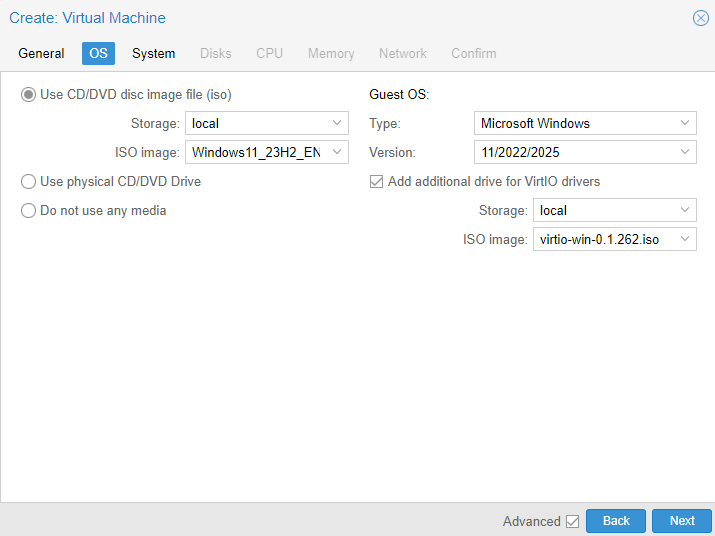 Create: Virtual Machine
General OS System Disks CPU Memory Network Confirm
Use CD/DVD disc image file (iso)
Storage: local
ISO image: Windows11_23H2_EN
Use physical CD/DVD Drive
Do not use any media
Guest OS:
Type: Microsoft Windows
Version: 11/2022/2025
Add additional drive for VirtIO drivers
Storage: local
ISO image: virtio-win-0.1.262.iso
Advanced Back Next